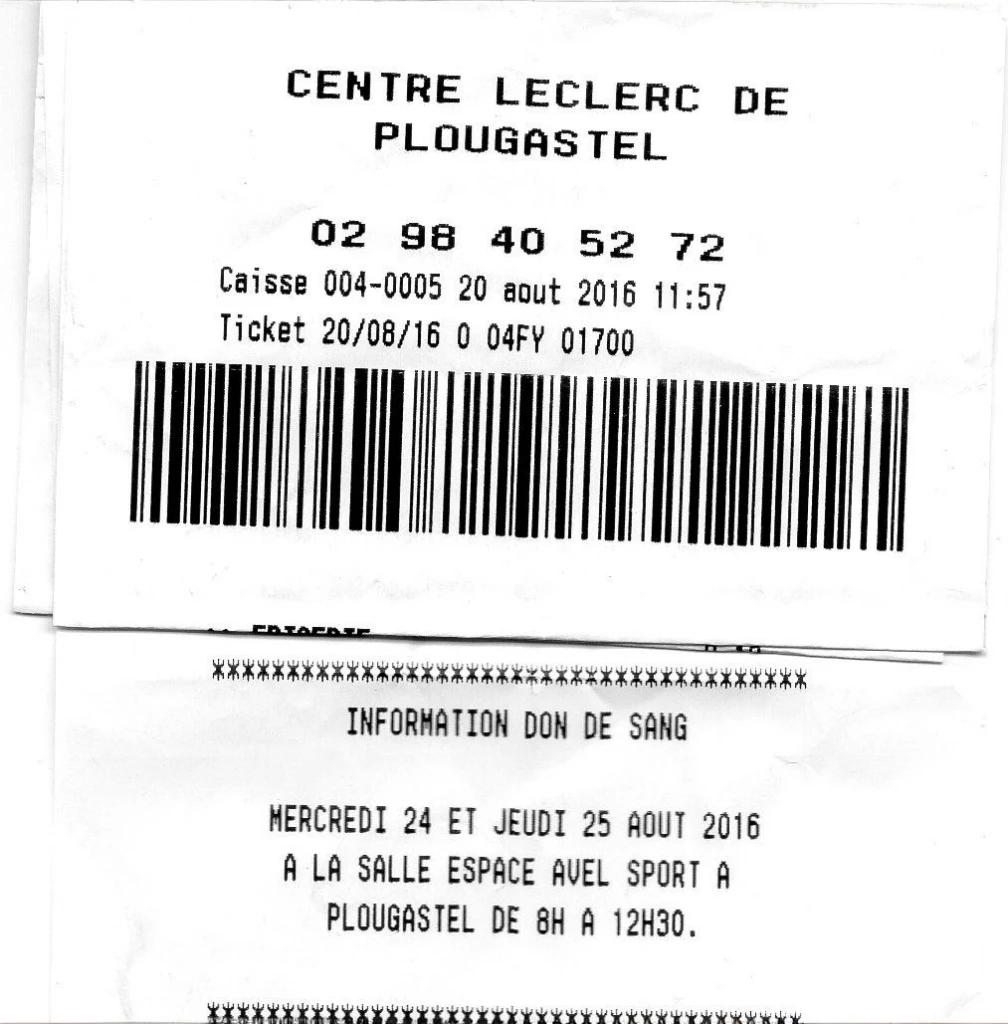 CENTRE LECLERC DE
PLOUGASTEL
02 98 40 52 72
Caisse 004-0005 20 aout 2016 11:57
Ticket 20/08/16 0 04FY 01700
****************************************
INFORMATION DON DE SANG
MERCREDI 24 ET JEUDI 25 AOUT 2016
A LA SALLE ESPACE AVEL SPORT A
PLOUGASTEL DE 8H A 12H30.
****************************************